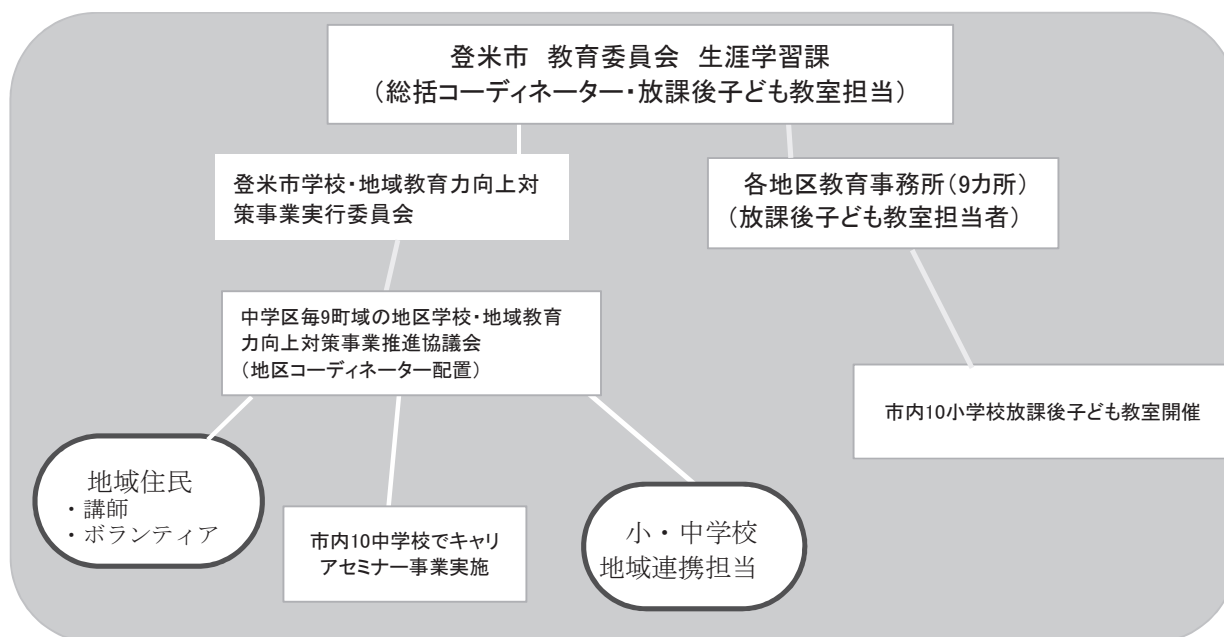 登米市 教育委員会 生涯学習課
（総括コーディネーター・放課後子ども教室担当）
登米市学校・地域教育力向上対
策事業実行委員会
各地区教育事務所（9カ所）
（放課後子ども教室担当者）
中学区毎9町域の地区学校・地域教育
力向上対策事業推進協議会
（地区コーディネーター配置）
市内10小学校放課後子ども教室開催
地域住民
・講師
・ボランティア
市内10中学校でキャリ
アセミナー事業実施
小・中学校
地域連携担当